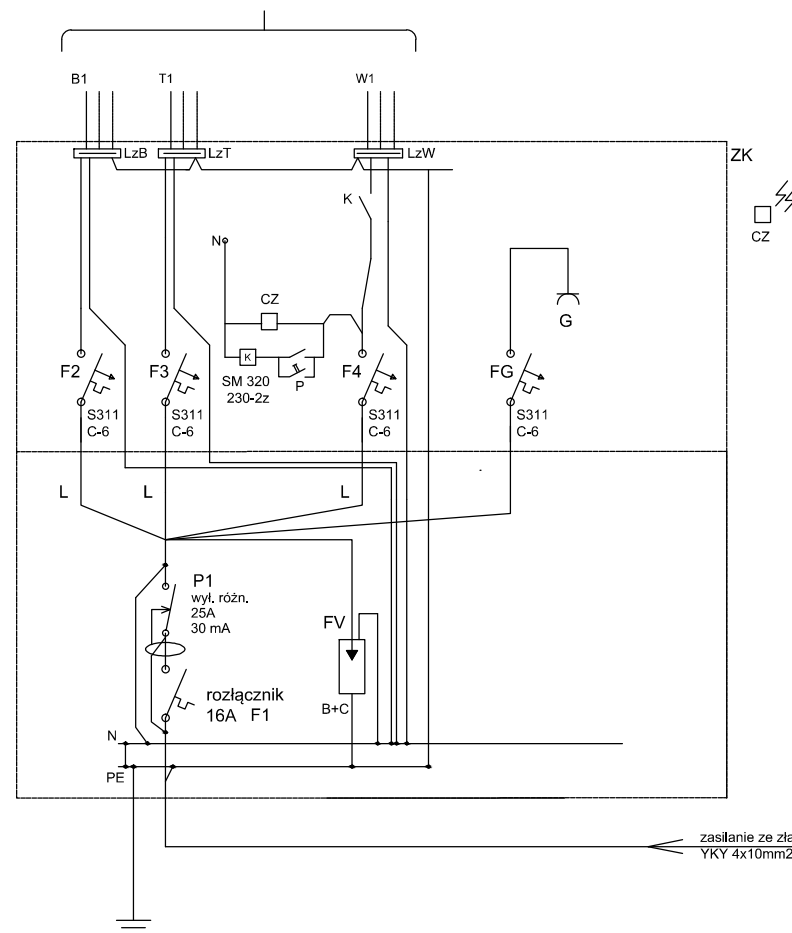 B1
T1
W1
LzB
LzT
LzW
ZK
CZ
K
N
CZ
G
K
F2
F3
SM 320
230-2z
P
F4
FG
S311
C-6
S311
C-6
S311
C-6
S311
C-6
L
L
L
P1
wył. różn.
25A
30 mA
FV
rozłącznik
16A F1
B+C
N
PE
zasilanie ze zła
YKY 4x10mm2